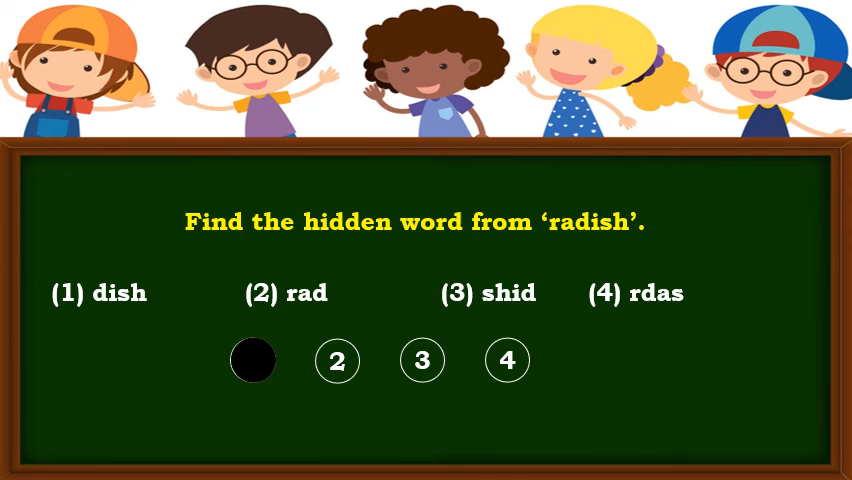 Find the hidden word from ‘radish’.
(1) dish (2) rad (3) shid (4) rdas
2 3 4